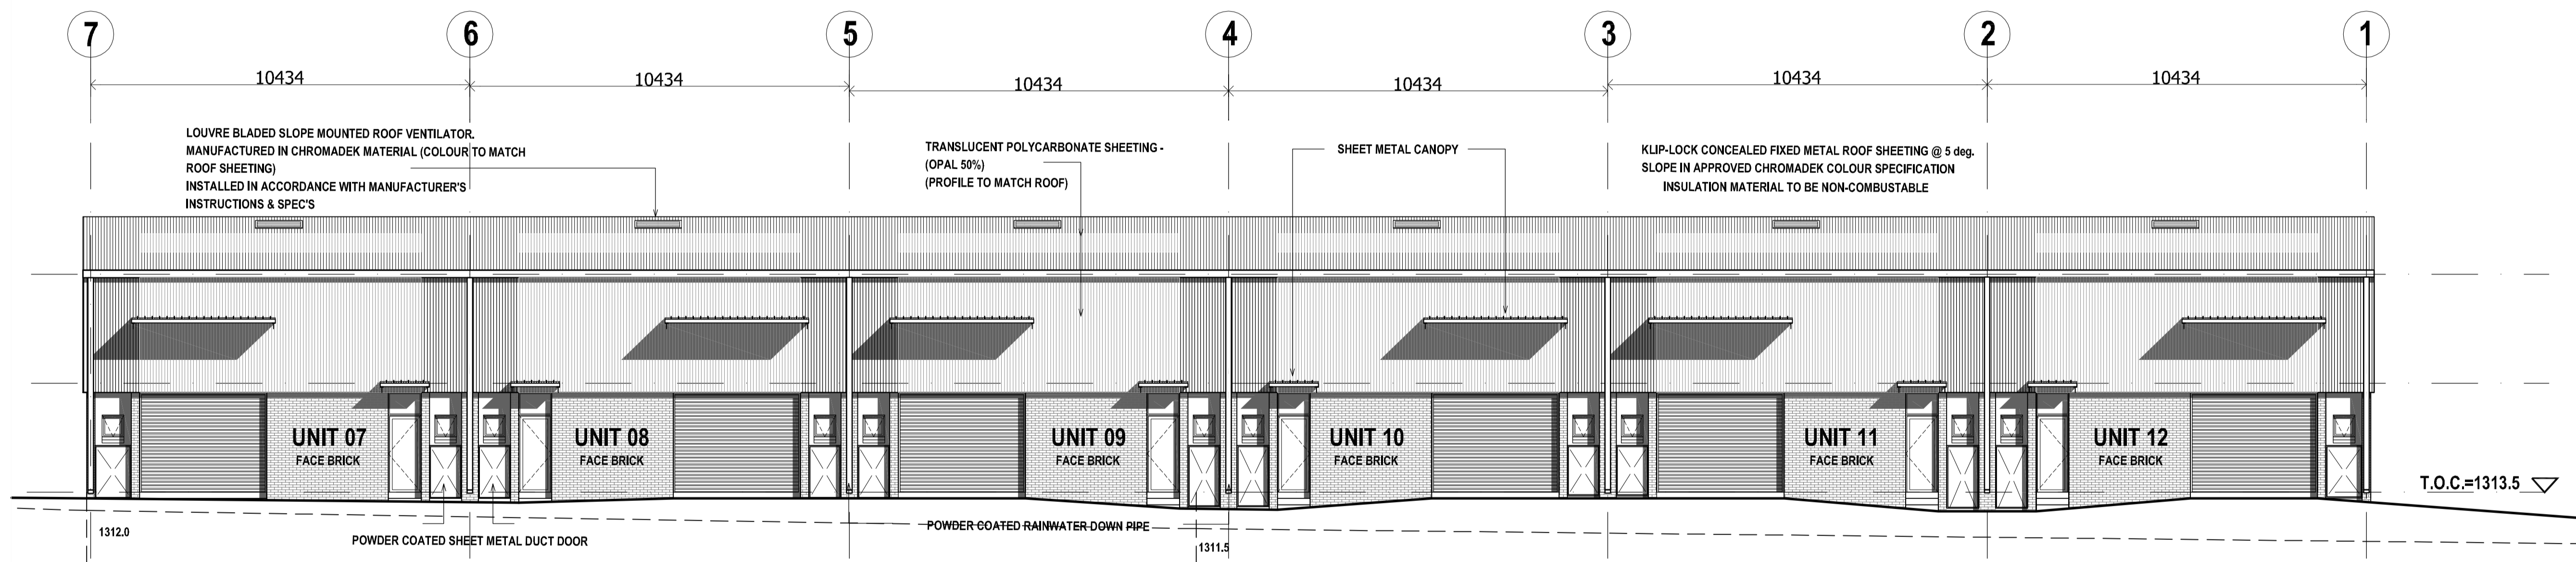 7 6 5 4 3 2 1
10434 10434 10434 10434 10434 10434
LOUVRE BLADED SLOPE MOUNTED ROOF VENTILATOR.
MANUFACTURED IN CHROMADEK MATERIAL (COLOUR TO MATCH
ROOF SHEETING)
INSTALLED IN ACCORDANCE WITH MANUFACTURER'S
INSTRUCTIONS & SPEC'S
TRANSLUCENT POLYCARBONATE SHEETING -
(OPAL 50%)
(PROFILE TO MATCH ROOF)
SHEET METAL CANOPY
KLIP-LOCK CONCEALED FIXED METAL ROOF SHEETING @ 5 deg.
SLOPE IN APPROVED CHROMADEK COLOUR SPECIFICATION
INSULATION MATERIAL TO BE NON-COMBUSTABLE
UNIT 07
FACE BRICK
UNIT 08
FACE BRICK
UNIT 09
FACE BRICK
UNIT 10
FACE BRICK
UNIT 11
FACE BRICK
UNIT 12
FACE BRICK
T.O.C.=1313.5
1312.0
POWDER COATED SHEET METAL DUCT DOOR
POWDER COATED RAINWATER DOWN PIPE
1311.5